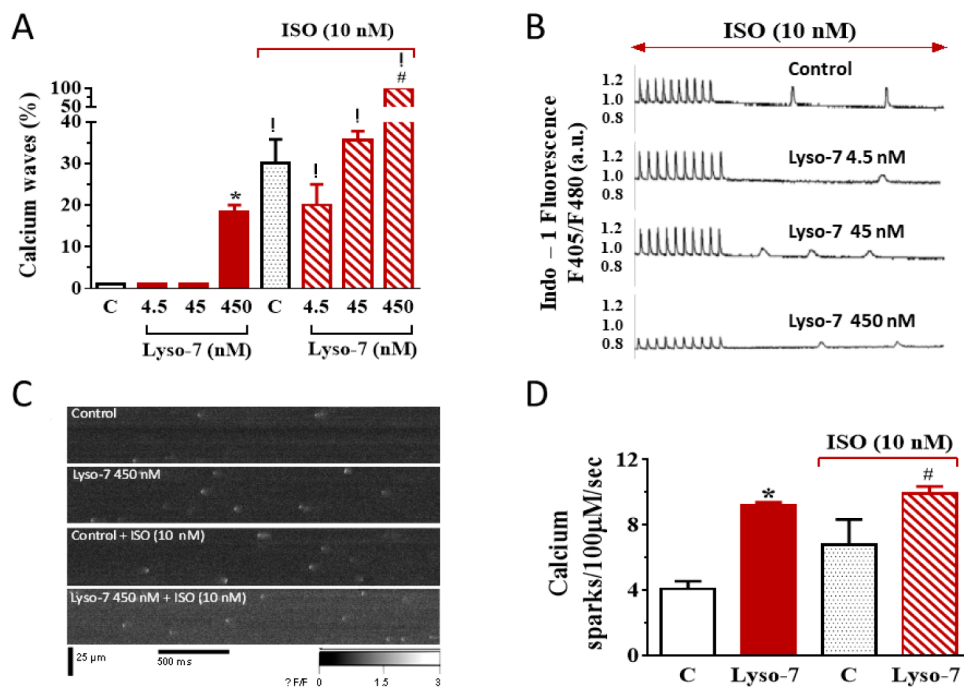 A
ISO (10 nM)
Calcium waves (%)
100
50
40
30
20
10
0
*
!
!
!
!
#
C 4.5 45 450 C 4.5 45 450
Lyso-7 (nM) Lyso-7 (nM)
B
ISO (10 nM)
Indo – 1 Fluorescence
F405/F480 (a.u.)
Control
1.2
1.0
0.8
Lyso-7 4.5 nM
1.2
1.0
0.8
Lyso-7 45 nM
1.2
1.0
0.8
Lyso-7 450 nM
1.2
1.0
0.8
C
Control
Lyso-7 450 nM
Control + ISO (10 nM)
Lyso-7 450 nM + ISO (10 nM)
25 µm
500 ms
? F/F 0 1.5 3
D
ISO (10 nM)
Calcium
sparks/100µM/sec
12
8
4
0
*
#
C Lyso-7 C Lyso-7